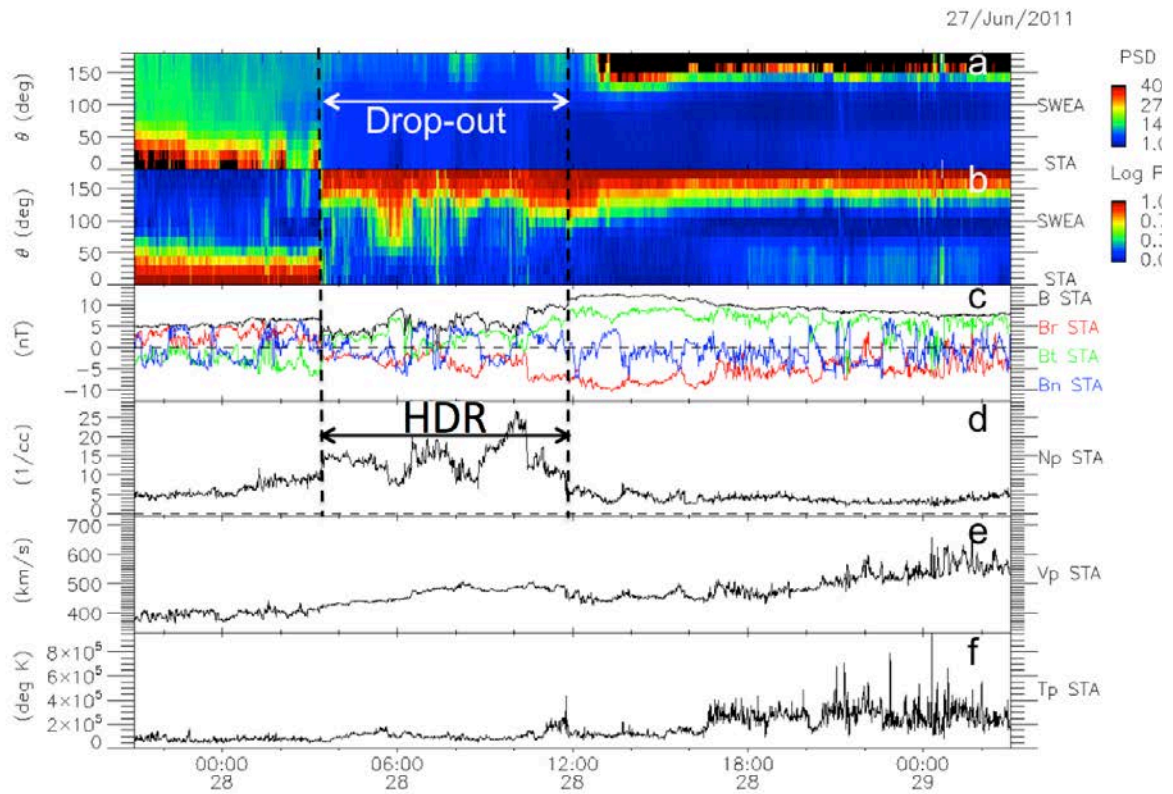 27/Jun/2011
θ (deg)
150
100
50
0
a
Drop-out
SWEA
STA
PSD
40
27
14
1.0
θ (deg)
150
100
50
0
b
SWEA
STA
Log F
1.0
0.7
0.3
0.0
(nT)
10
5
0
-5
-10
c
B STA
Br STA
Bt STA
Bn STA
(1/cc)
25
20
15
10
5
0
HDR
d
Np STA
(km/s)
700
600
500
400
e
Vp STA
(deg K)
8×10⁵
6×10⁵
4×10⁵
2×10⁵
0
f
Tp STA
00:00
28
06:00
28
12:00
28
18:00
28
00:00
29